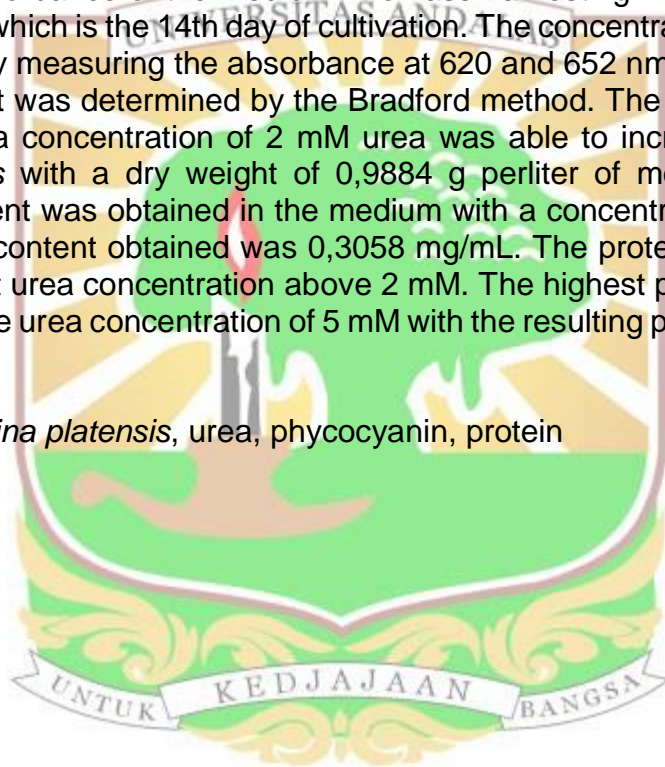 which is the 14th day of cultivation. The concentra
UNIVERSITAS ANDALAS
y measuring the absorbance at 620 and 652 nm
t was determined by the Bradford method. The
a concentration of 2 mM urea was able to incr
s with a dry weight of 0,9884 g perliter of me
ent was obtained in the medium with a concentr
content obtained was 0,3058 mg/mL. The prote
t urea concentration above 2 mM. The highest p
e urea concentration of 5 mM with the resulting p
ina platensis, urea, phycocyanin, protein
UNTUK KEDJAJAAN BANGSA